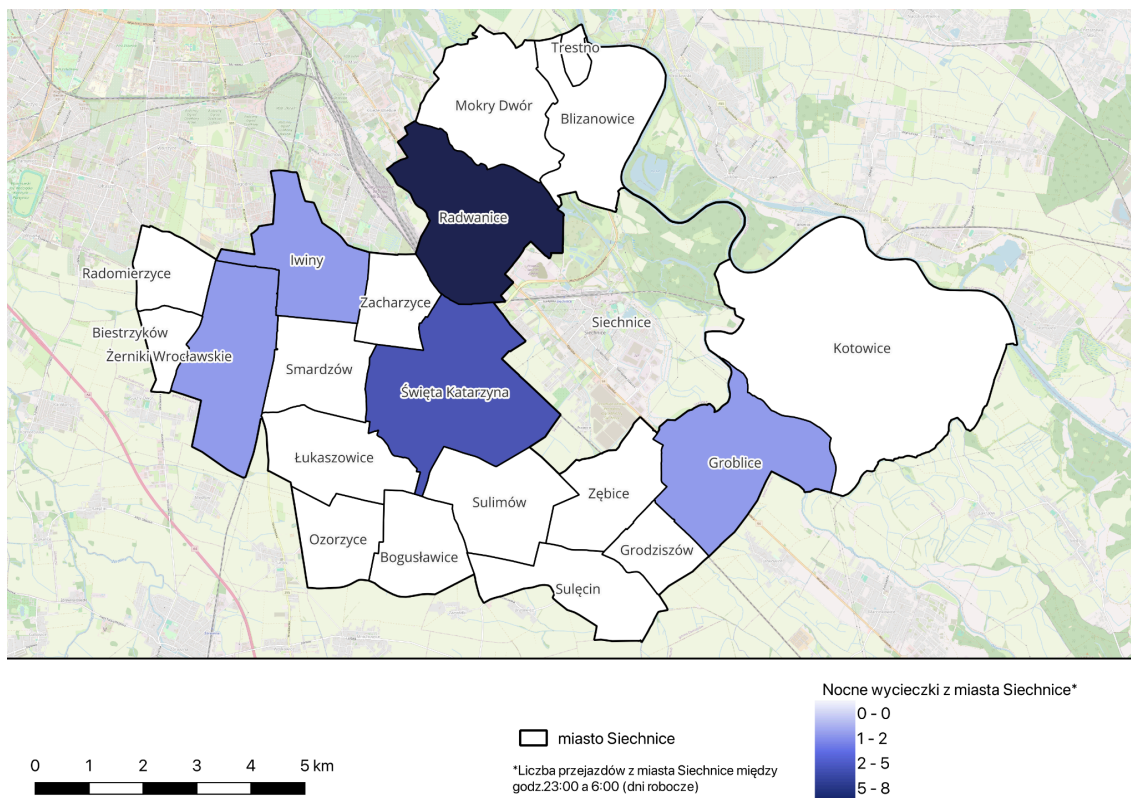 Trestno
Mokry Dwór
Blizanowice
Radwanice
Iwiny
Radomierzyce
Zacharzyce
Siechnice
Biestrzyków
Żerniki Wrocławskie
Kotowice
Smardzów
Święta Katarzyna
Łukaszowice
Groblice
Zębice
Sulimów
Ozorzyce
Bogusławice
Grodziszów
Sulęcin
Nocne wycieczki z miasta Siechnice*
0 - 0
1 - 2
2 - 5
5 - 8
miasto Siechnice
*Liczba przejazdów z miasta Siechnice między
godz.23:00 a 6:00 (dni robocze)
0 1 2 3 4 5 km